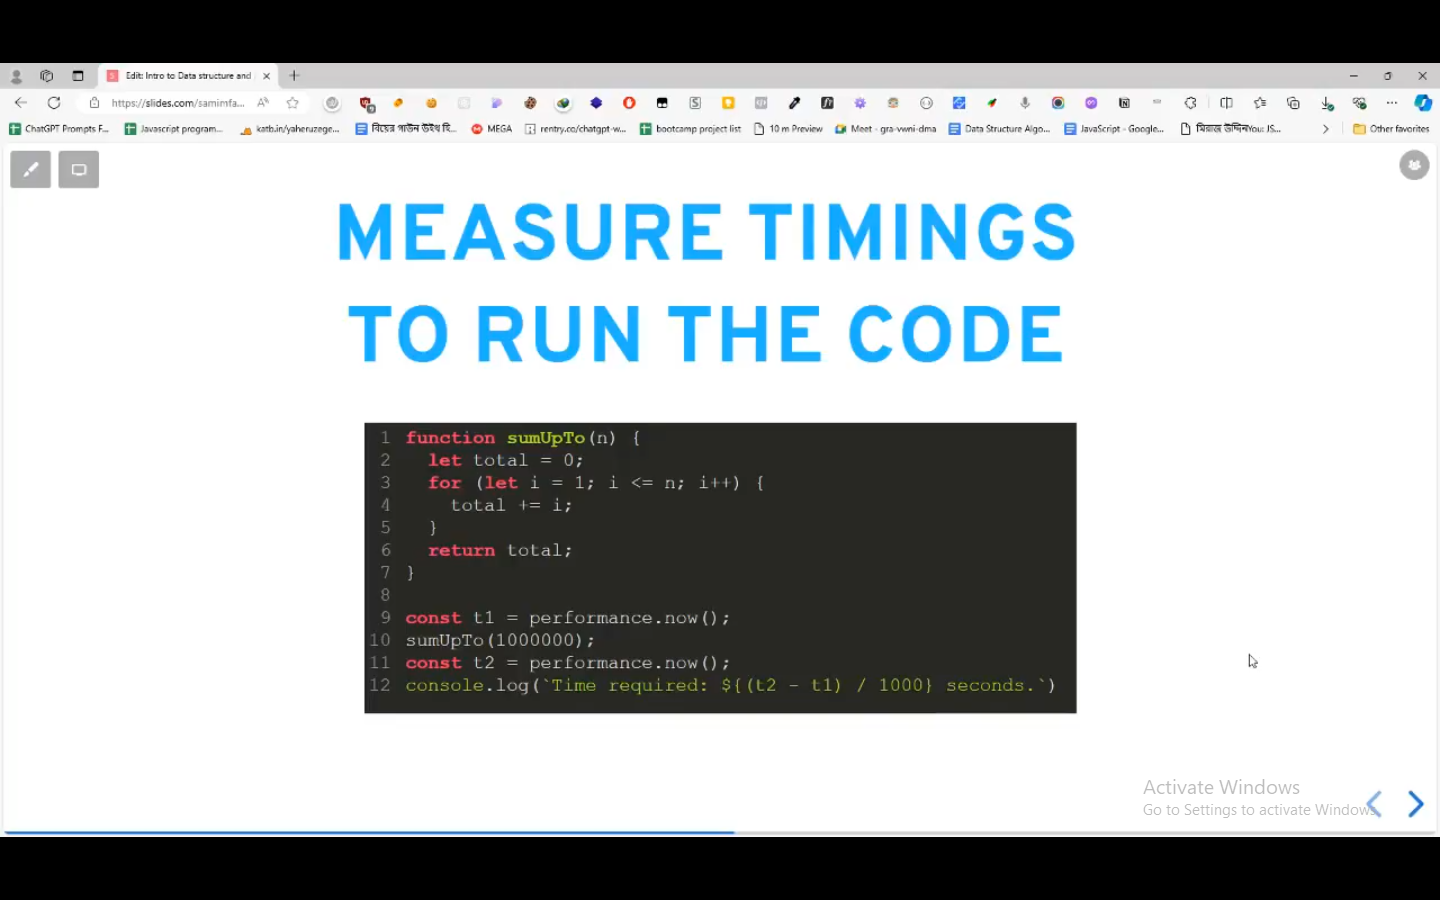 Edit: Intro to Data structure and
https://slides.com/samimfa...
ChatGPT Prompts F...
Javascript program...
katb.in/yaheruzege...
বিয়ের গাউন উইথ হি...
MEGA
rentry.co/chatgpt-w...
bootcamp project list
10 m Preview
Meet - gra-vwni-dma
Data Structure Algo...
JavaScript - Google...
মিরাজ উদ্দিনYou: JS...
Other favorites
MEASURE TIMINGS
TO RUN THE CODE
1 function sumUpTo(n) {
2 let total = 0;
3 for (let i = 1; i <= n; i++) {
4 total += i;
5 }
6 return total;
7 }
8
9 const t1 = performance.now();
10 sumUpTo(1000000);
11 const t2 = performance.now();
12 console.log(`Time required: ${(t2 - t1) / 1000} seconds.`)
Activate Windows
Go to Settings to activate Windows